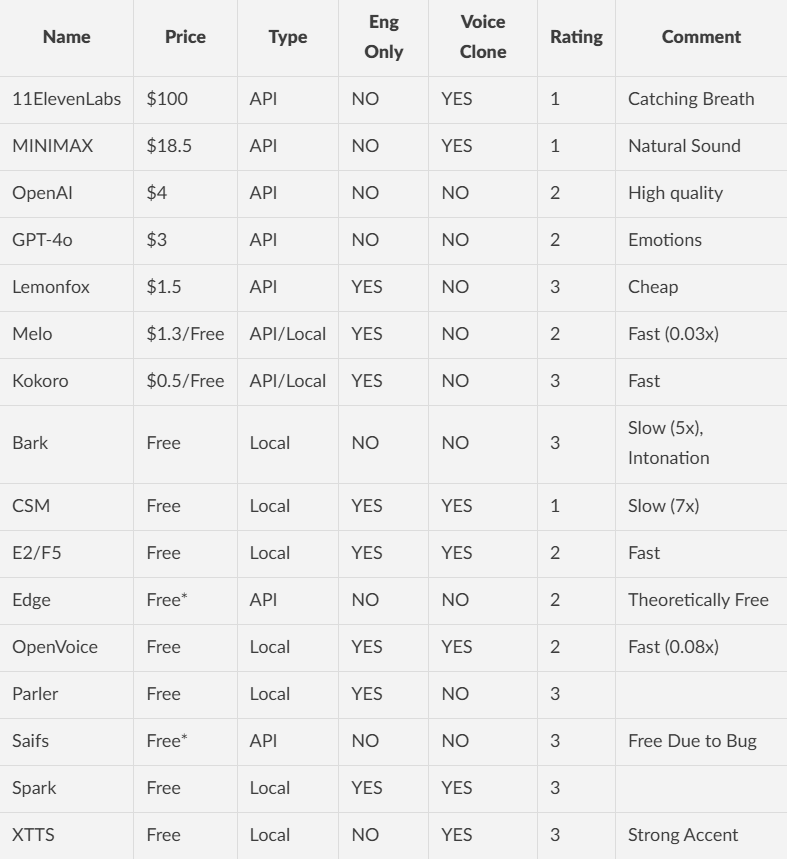 Name Price Type Eng Only Voice Clone Rating Comment
11ElevenLabs $100 API NO YES 1 Catching Breath
MINIMAX $18.5 API NO YES 1 Natural Sound
OpenAI $4 API NO NO 2 High quality
GPT-4o $3 API NO NO 2 Emotions
Lemonfox $1.5 API YES NO 3 Cheap
Melo $1.3/Free API/Local YES NO 2 Fast (0.03x)
Kokoro $0.5/Free API/Local YES NO 3 Fast
Bark Free Local NO NO 3 Slow (5x), Intonation
CSM Free Local YES YES 1 Slow (7x)
E2/F5 Free Local YES YES 2 Fast
Edge Free* API NO NO 2 Theoretically Free
OpenVoice Free Local YES YES 2 Fast (0.08x)
Parler Free Local YES NO 3
Saifs Free* API NO NO 3 Free Due to Bug
Spark Free Local YES YES 3
XTTS Free Local NO YES 3 Strong Accent